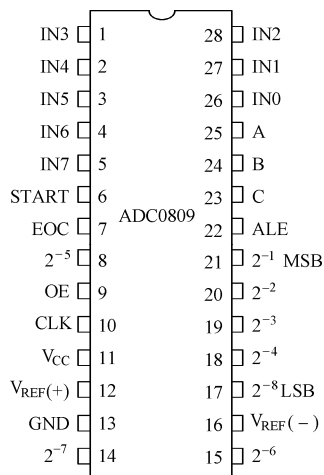 IN3 1 28 IN2
IN4 2 27 IN1
IN5 3 26 IN0
IN6 4 25 A
IN7 5 24 B
START 6 23 C
ADC0809
EOC 7 22 ALE
2⁻⁵ 8 21 2⁻¹ MSB
OE 9 20 2⁻²
CLK 10 19 2⁻³
V_CC 11 18 2⁻⁴
V_REF(+) 12 17 2⁻⁸LSB
GND 13 16 V_REF(−)
2⁻⁷ 14 15 2⁻⁶